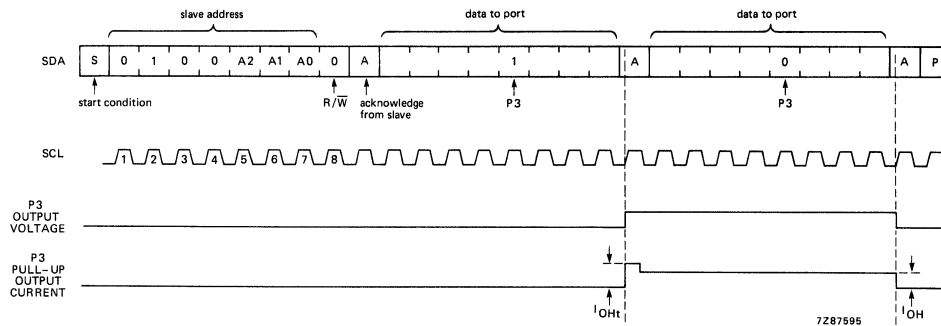 slave address
data to port
data to port
SDA
S 0 1 0 0 A2 A1 A0 0 A 1 A 0 A P
start condition
R/W̅
acknowledge
from slave
P3
P3
SCL
1 2 3 4 5 6 7 8
P3
OUTPUT
VOLTAGE
P3
PULL-UP
OUTPUT
CURRENT
IOHt
IOH
7Z87595